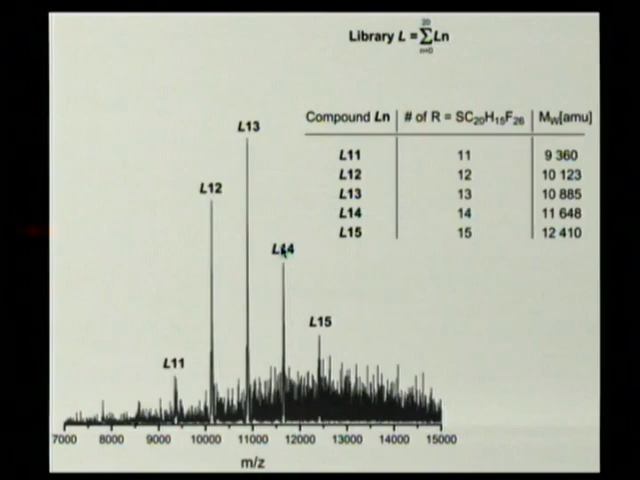 20
Library L = ∑Ln
n=0
Compound Ln # of R = SC20H15F26 MW[amu]
L11 11 9 360
L12 12 10 123
L13 13 10 885
L14 14 11 648
L15 15 12 410
L13
L12
L14
L15
L11
7000 8000 9000 10000 11000 12000 13000 14000 15000
m/z